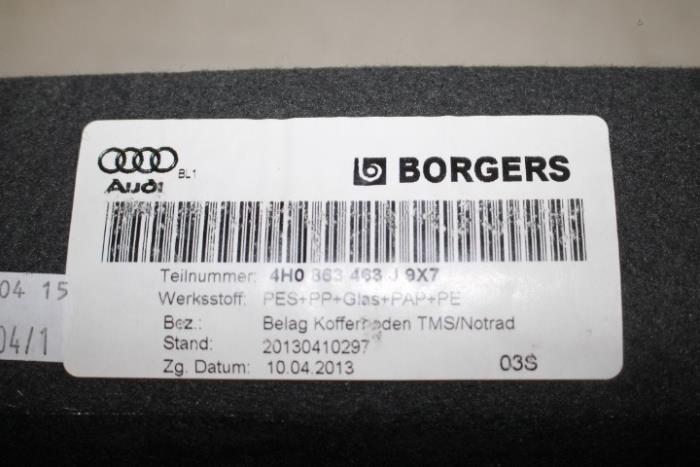 Audi BL1
BORGERS
Teilnummer: 4H0 863 463 J 9X7
Werksstoff: PES+PP+Glas+PAP+PE
Bez.: Belag Kofferboden TMS/Notrad
Stand: 20130410297
Zg. Datum: 10.04.2013 03S
04 15
04/1